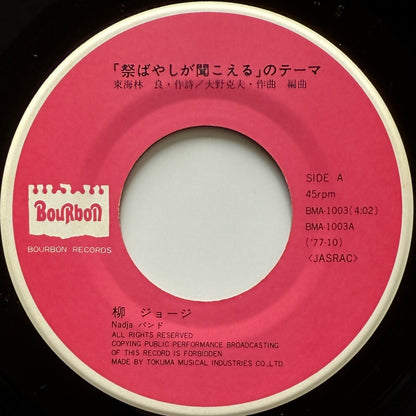 「祭ばやしが聞こえる」のテーマ
東海林 良・作詩/大野克夫・作曲 編曲
SIDE A
45rpm
BMA-1003(4:02)
BMA-1003A
('77·10)
<JASRAC>
BouRboN
BOURBON RECORDS
柳 ジョージ
Nadja バンド
ALL RIGHTS RESERVED
COPYING PUBLIC PERFORMANCE BROADCASTING
OF THIS RECORD IS FORBIDDEN
MADE BY TOKUMA MUSICAL INDUSTRIES CO.,LTD.